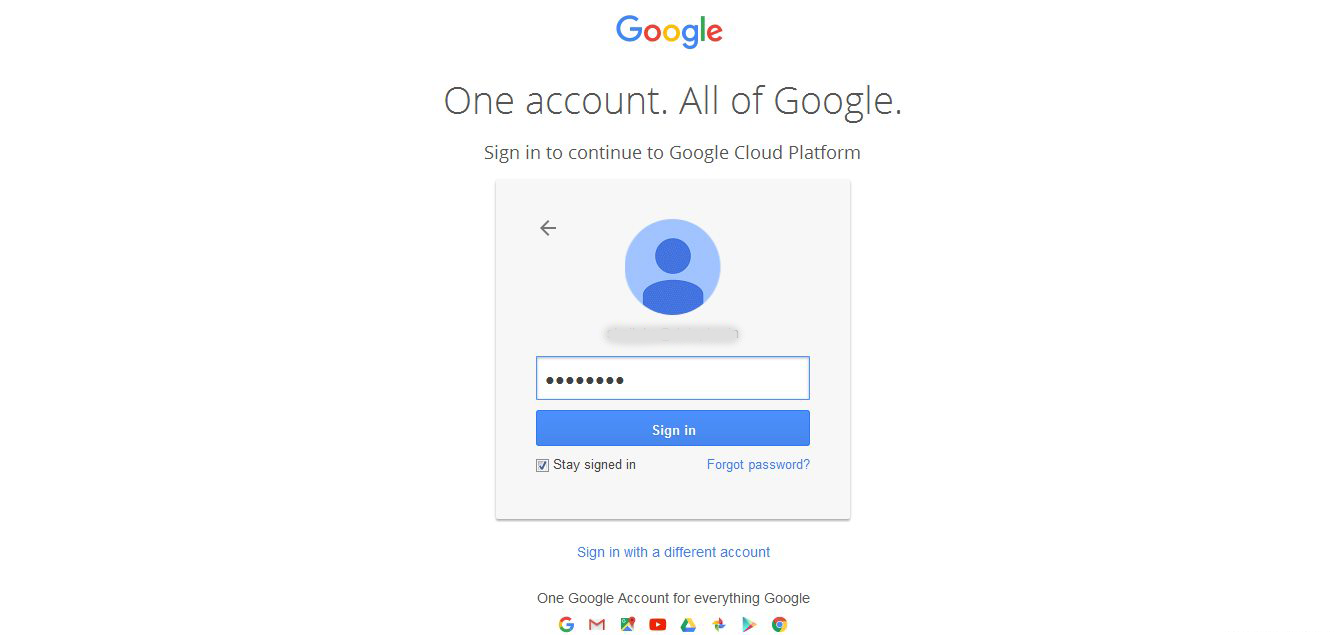 Google
One account. All of Google.
Sign in to continue to Google Cloud Platform
Sign in
Stay signed in
Forgot password?
Sign in with a different account
One Google Account for everything Google